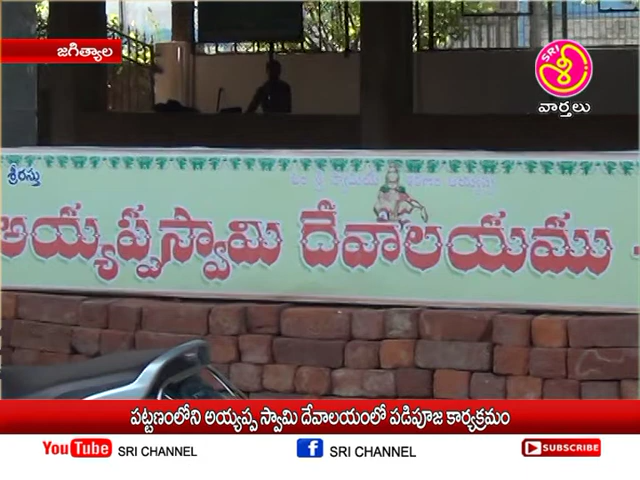 జగిత్యాల
SRI
శ్రీ
వార్తలు
శ్రీరస్తు
అయ్యప్పస్వామి దేవాలయము -
పట్టణంలోని అయ్యప్ప స్వామి దేవాలయంలో పడిపూజ కార్యక్రమం
YouTube SRI CHANNEL f SRI CHANNEL SUBSCRIBE